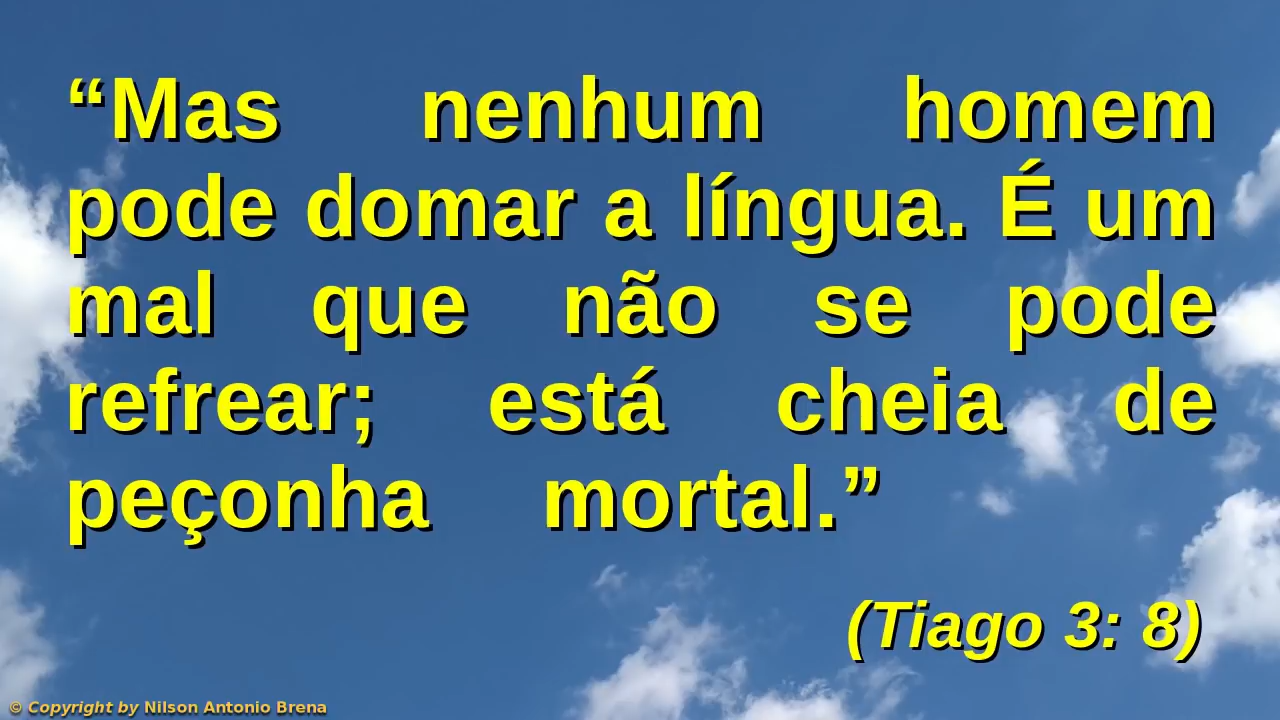 “Mas nenhum homem
pode domar a língua. É um
mal que não se pode
refrear; está cheia de
peçonha mortal.”
(Tiago 3: 8)
© Copyright by Nilson Antonio Brena